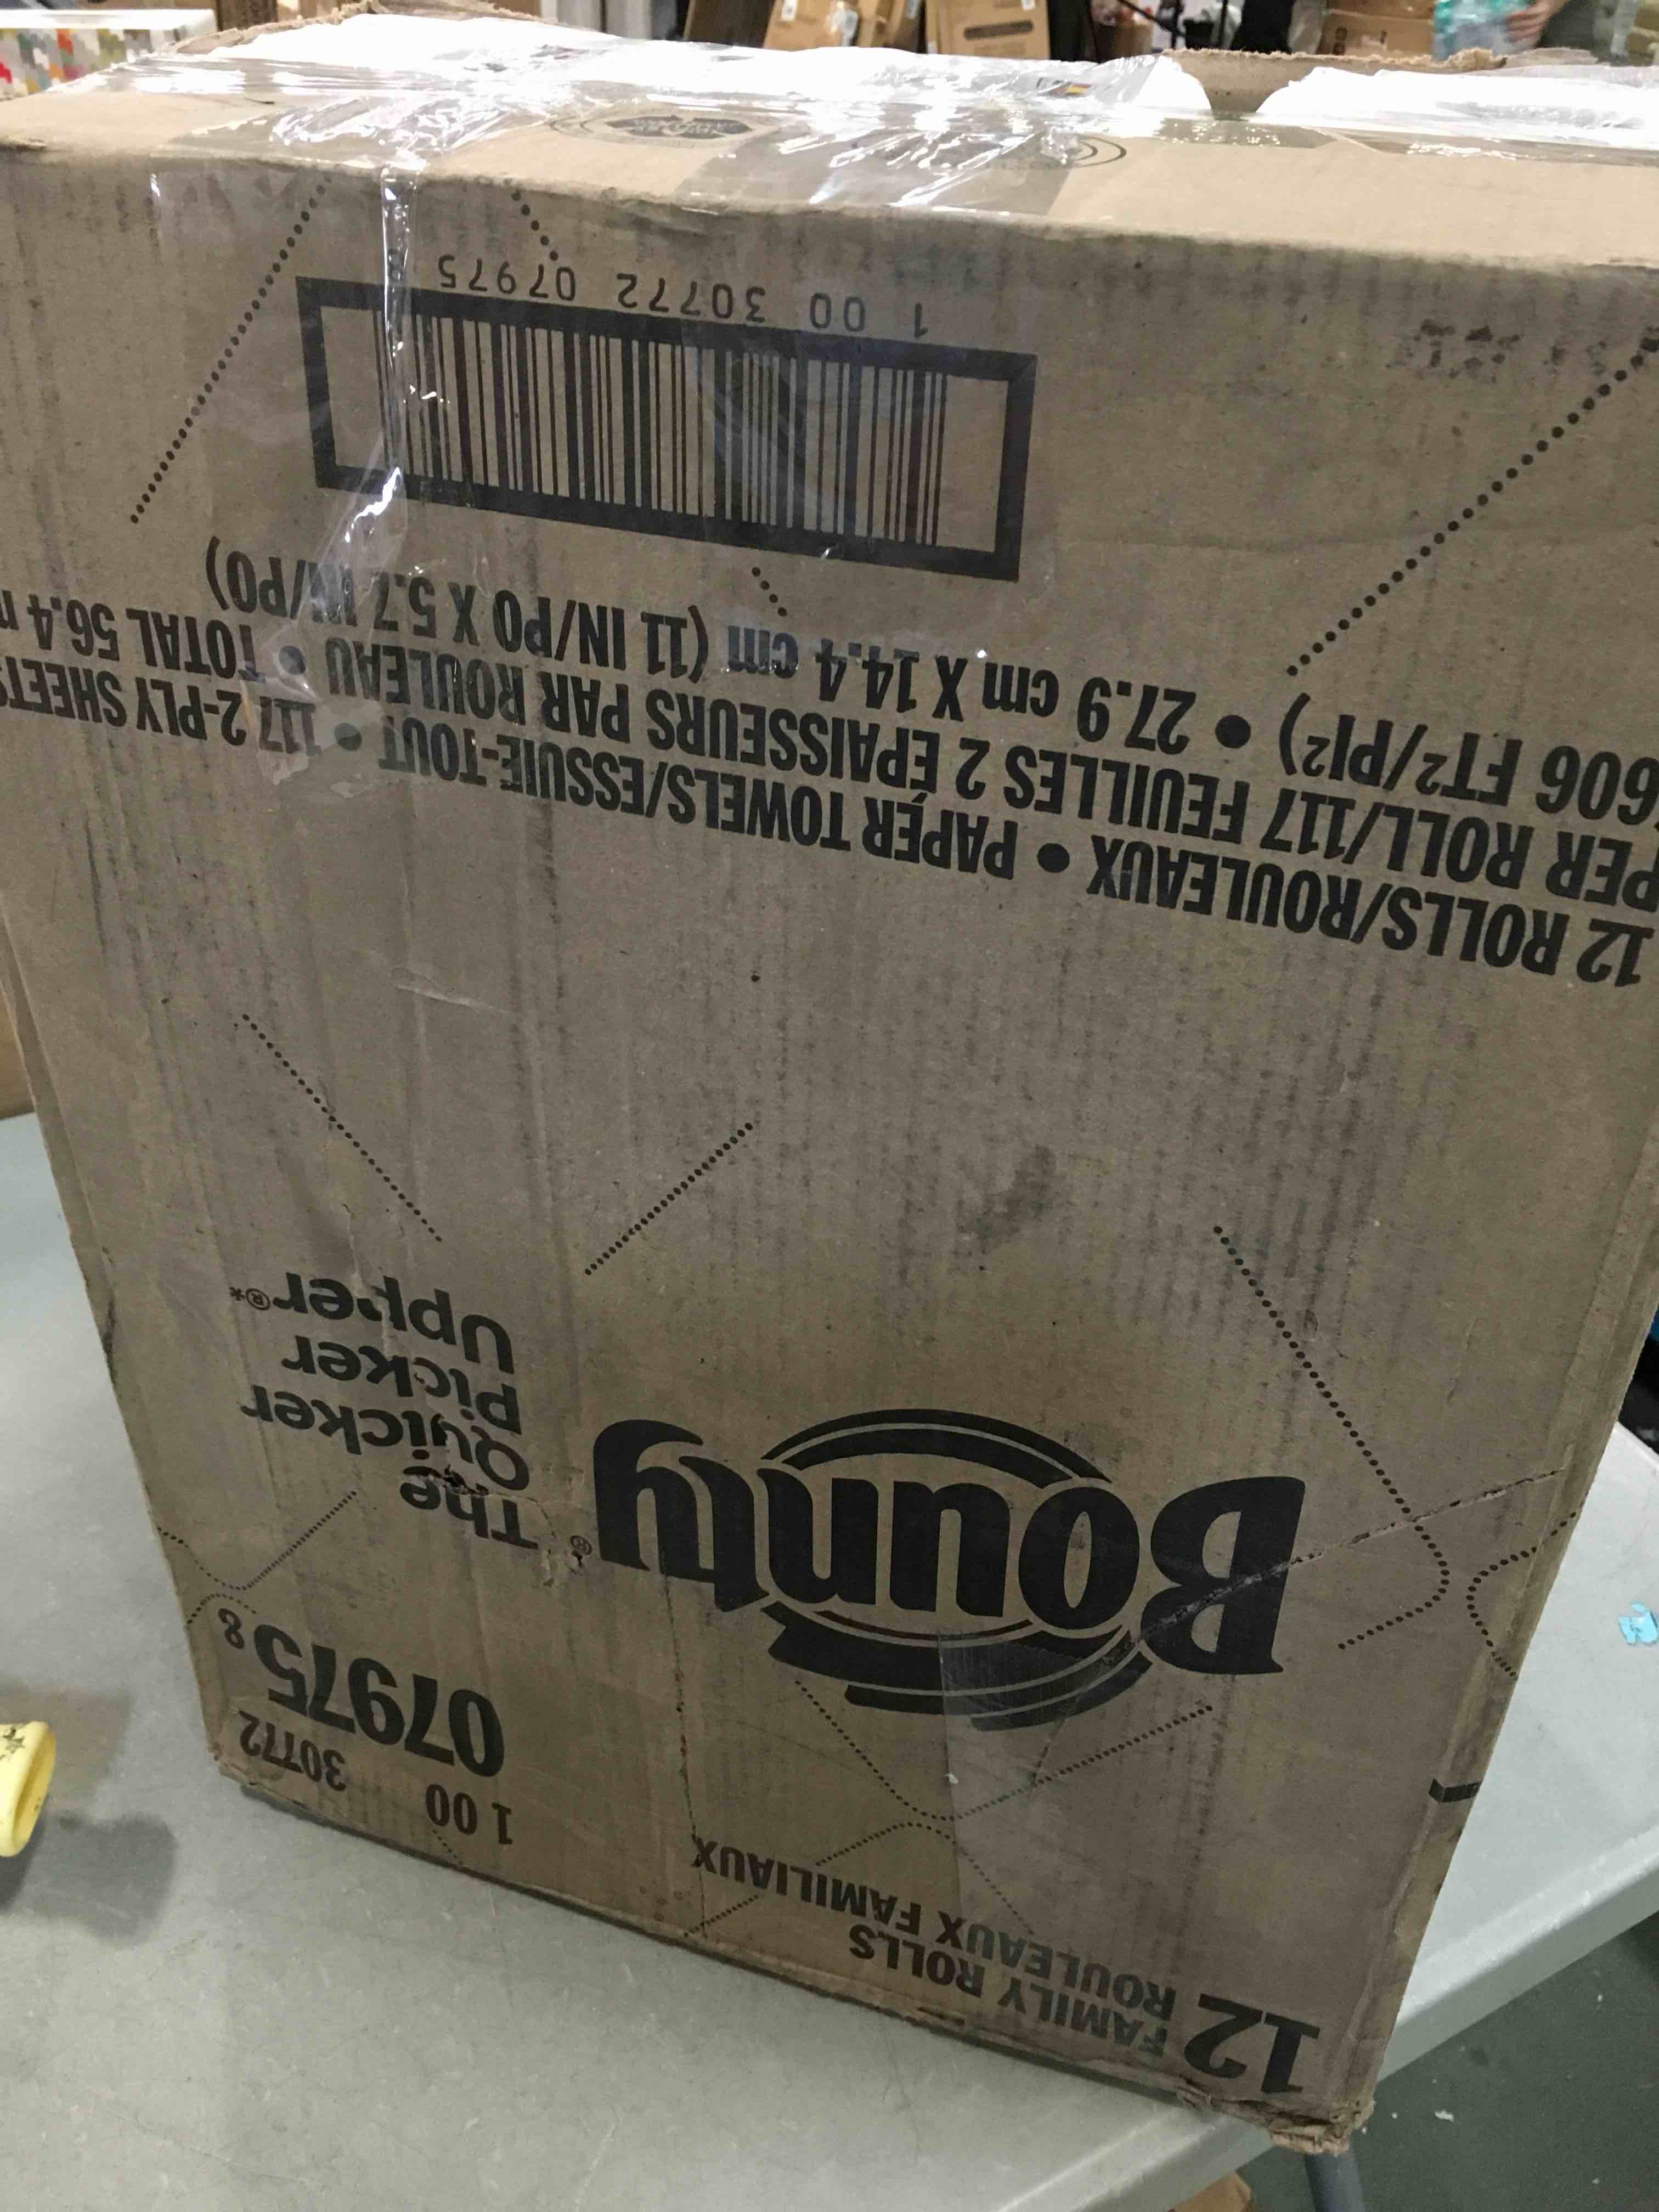 12 FAMILY ROLLS
ROULEAUX FAMILIAUX
1 00 30772
07975 8
Bounty®
The
Quicker
Picker
Upper®*
12 ROLLS/ROULEAUX • PAPER TOWELS/ESSUIE-TOUT • 117 2-PLY SHEETS
PER ROLL/117 FEUILLES 2 ÉPAISSEURS PAR ROULEAU • TOTAL 56.4
606 FT²/PI²) • 27.9 cm X 14.4 cm (11 IN/PO X 5.7 IN/PO)
1 00 30772 07975 8